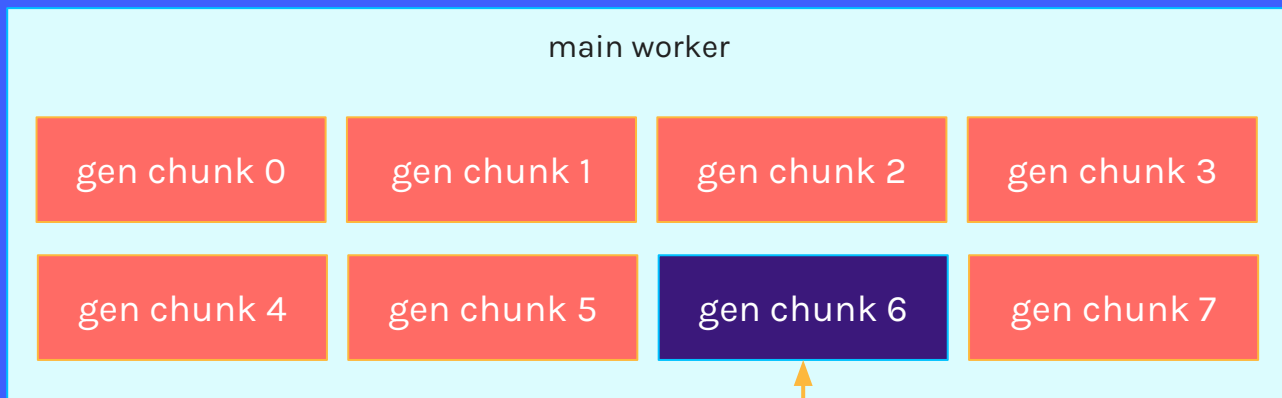 main worker
gen chunk 0
gen chunk 1
gen chunk 2
gen chunk 3
gen chunk 4
gen chunk 5
gen chunk 6
gen chunk 7